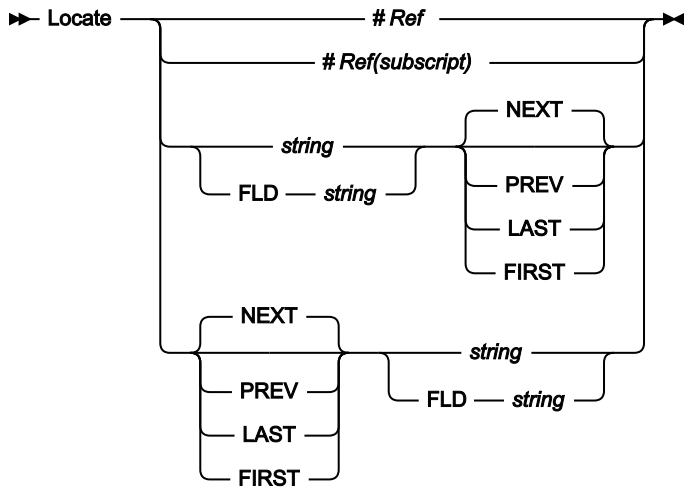 Locate # Ref
# Ref(subscript)
NEXT
string
PREV
FLD string
LAST
FIRST
NEXT
string
PREV
FLD string
LAST
FIRST